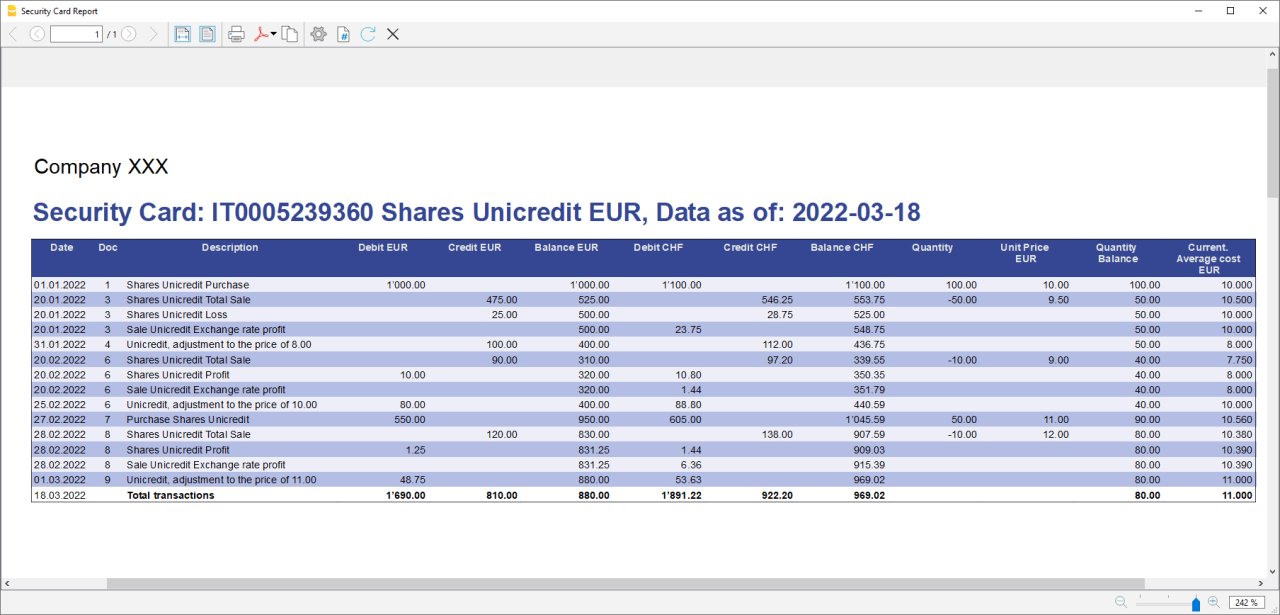 Security Card Report
1 / 1
Company XXX
Security Card: IT0005239360 Shares Unicredit EUR, Data as of: 2022-03-18
Date Doc Description Debit EUR Credit EUR Balance EUR Debit CHF Credit CHF Balance CHF Quantity Unit Price EUR Quantity Balance Current. Average cost EUR
01.01.2022 1 Shares Unicredit Purchase 1'000.00 1'000.00 1'100.00 1'100.00 100.00 10.00 100.00 10.000
20.01.2022 3 Shares Unicredit Total Sale 475.00 525.00 546.25 553.75 -50.00 9.50 50.00 10.500
20.01.2022 3 Shares Unicredit Loss 25.00 500.00 28.75 525.00 50.00 10.000
20.01.2022 3 Sale Unicredit Exchange rate profit 500.00 23.75 548.75 50.00 10.000
31.01.2022 4 Unicredit, adjustment to the price of 8.00 100.00 400.00 112.00 436.75 50.00 8.000
20.02.2022 6 Shares Unicredit Total Sale 90.00 310.00 97.20 339.55 -10.00 9.00 40.00 7.750
20.02.2022 6 Shares Unicredit Profit 10.00 320.00 10.80 350.35 40.00 8.000
20.02.2022 6 Sale Unicredit Exchange rate profit 320.00 1.44 351.79 40.00 8.000
25.02.2022 6 Unicredit, adjustment to the price of 10.00 80.00 400.00 88.80 440.59 40.00 10.000
27.02.2022 7 Purchase Shares Unicredit 550.00 950.00 605.00 1'045.59 50.00 11.00 90.00 10.560
28.02.2022 8 Shares Unicredit Total Sale 120.00 830.00 138.00 907.59 -10.00 12.00 80.00 10.380
28.02.2022 8 Shares Unicredit Profit 1.25 831.25 1.44 909.03 80.00 10.390
28.02.2022 8 Sale Unicredit Exchange rate profit 831.25 6.36 915.39 80.00 10.390
01.03.2022 9 Unicredit, adjustment to the price of 11.00 48.75 880.00 53.63 969.02 80.00 11.000
18.03.2022 Total transactions 1'690.00 810.00 880.00 1'891.22 922.20 969.02 80.00 11.000
242 %